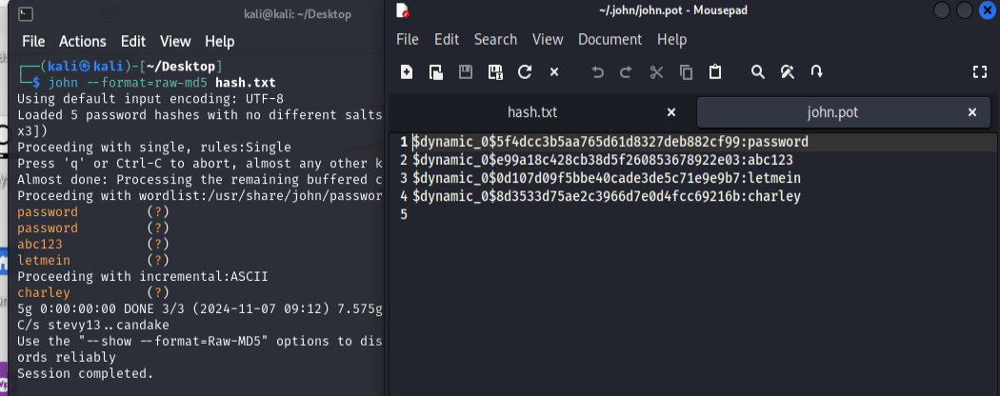 kali@kali: ~/Desktop
File Actions Edit View Help
(kali㉿kali)-[~/Desktop]
$ john --format=raw-md5 hash.txt
Using default input encoding: UTF-8
Loaded 5 password hashes with no different salts
x3])
Proceeding with single, rules:Single
Press 'q' or Ctrl-C to abort, almost any other k
Almost done: Processing the remaining buffered c
Proceeding with wordlist:/usr/share/john/passwor
password (?)
password (?)
abc123 (?)
letmein (?)
Proceeding with incremental:ASCII
charley (?)
5g 0:00:00:00 DONE 3/3 (2024-11-07 09:12) 7.575g
C/s stevy13..candake
Use the "--show --format=Raw-MD5" options to dis
ords reliably
Session completed.
~/.john/john.pot - Mousepad
File Edit Search View Document Help
hash.txt
john.pot
1 $dynamic_0$5f4dcc3b5aa765d61d8327deb882cf99:password
2 $dynamic_0$e99a18c428cb38d5f260853678922e03:abc123
3 $dynamic_0$0d107d09f5bbe40cade3de5c71e9e9b7:letmein
4 $dynamic_0$8d3533d75ae2c3966d7e0d4fcc69216b:charley
5